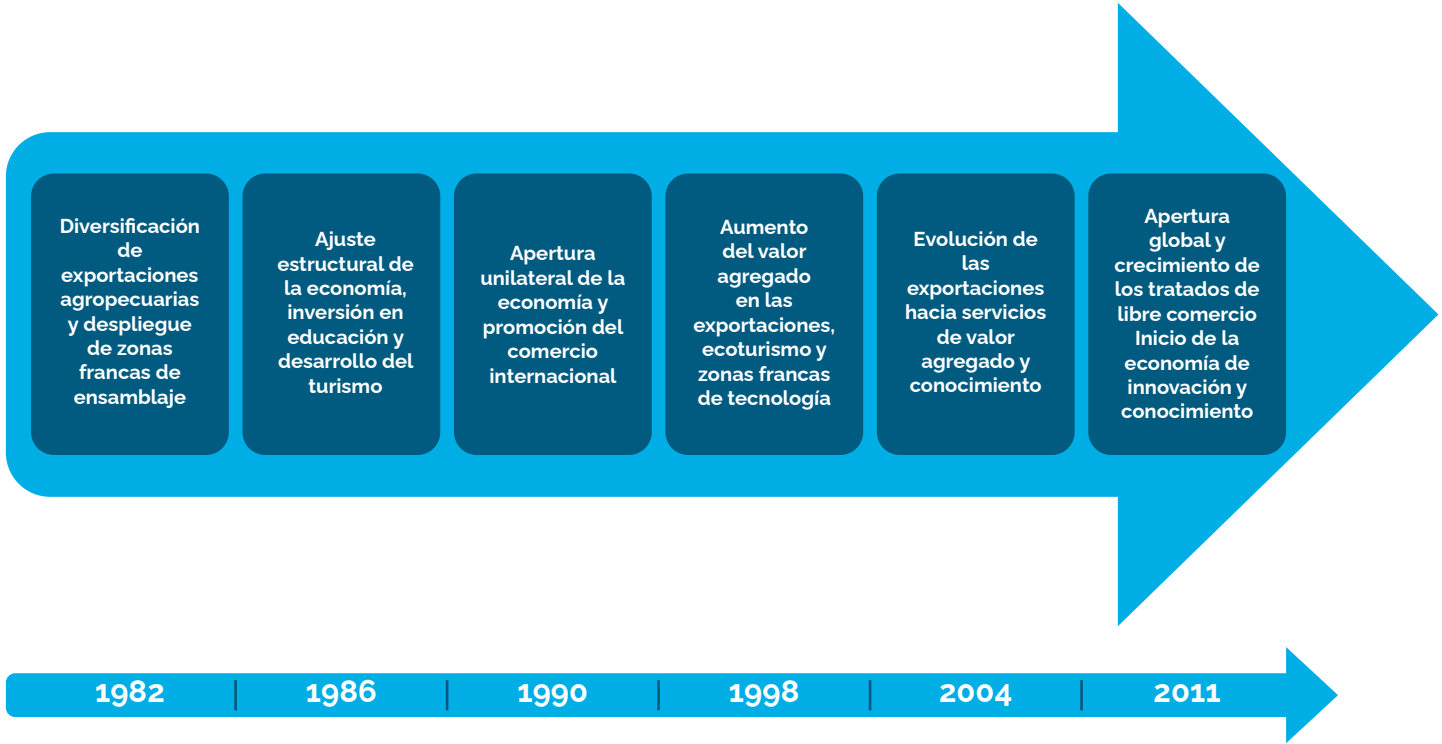 Diversificación
de
exportaciones
agropecuarias
y despliegue
de zonas
francas de
ensamblaje
Ajuste
estructural de
la economía,
inversión en
educación y
desarrollo del
turismo
Apertura
unilateral de la
economía y
promoción del
comercio
internacional
Aumento
del valor
agregado
en las
exportaciones,
ecoturismo y
zonas francas
de tecnología
Evolución de
las
exportaciones
hacia servicios
de valor
agregado y
conocimiento
Apertura
global y
crecimiento de
los tratados de
libre comercio
Inicio de la
economía de
innovación y
conocimiento
1982 | 1986 | 1990 | 1998 | 2004 | 2011